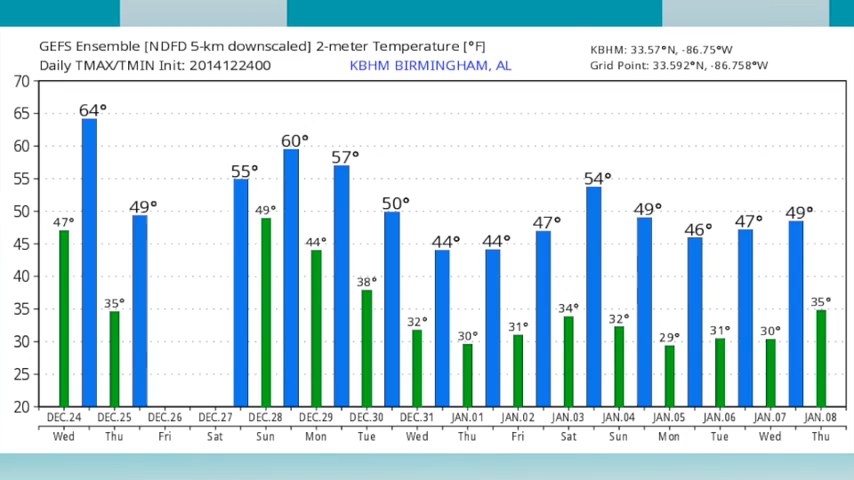 GEFS Ensemble [NDFD 5-km downscaled] 2-meter Temperature [°F]
KBHM: 33.57°N, -86.75°W
Daily TMAX/TMIN Init: 2014122400
KBHM BIRMINGHAM, AL
Grid Point: 33.592°N, -86.758°W
70
65
60
55
50
45
40
35
30
25
20
47° 64° 35° 49° 55° 49° 60° 44° 57° 38° 50° 32° 44° 30° 44° 31° 47° 34° 54° 32° 49° 29° 46° 31° 47° 30° 49° 35°
DEC.24 DEC.25 DEC.26 DEC.27 DEC.28 DEC.29 DEC.30 DEC.31 JAN.01 JAN.02 JAN.03 JAN.04 JAN.05 JAN.06 JAN.07 JAN.08
Wed Thu Fri Sat Sun Mon Tue Wed Thu Fri Sat Sun Mon Tue Wed Thu